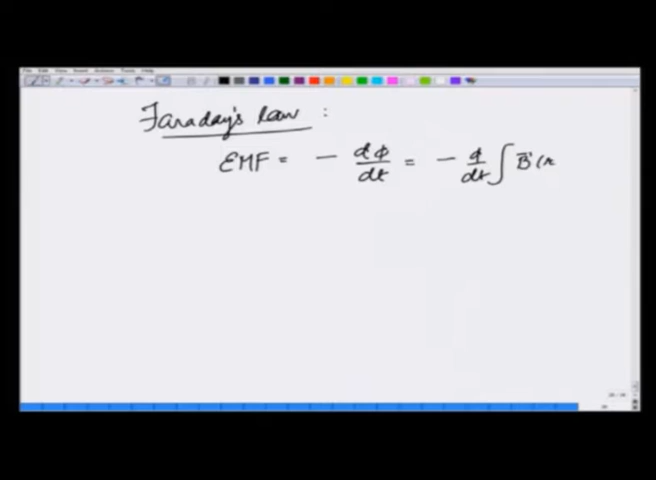 Faraday's law :
EMF = - dφ/dt = - d/dt ∫ B⃗ (r